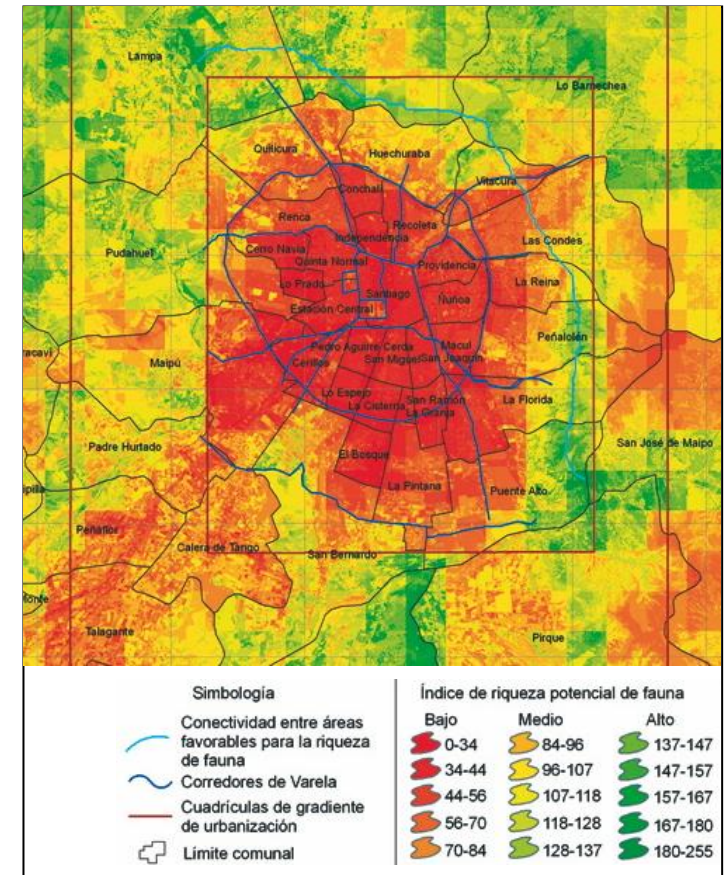 Lampa
Lo Barnechea
Quilicura
Huechuraba
Conchalí
Vitacura
Renca
Recoleta
Independencia
Las Condes
Pudahuel
Cerro Navia
Quinta Normal
Providencia
La Reina
Lo Prado
Santiago
Ñuñoa
Estación Central
Peñalolén
Pedro Aguirre Cerda
Macul
Maipú
San Miguel
San Joaquín
Cerillos
Lo Espejo
La Cisterna
San Ramón
La Granja
La Florida
Padre Hurtado
San José de Maipo
El Bosque
La Pintana
Puente Alto
Peñaflor
Calera de Tango
San Bernardo
Talagante
Pirque
Simbología
Conectividad entre áreas
favorables para la riqueza
de fauna
Corredores de Varela
Cuadrículas de gradiente
de urbanización
Límite comunal
Índice de riqueza potencial de fauna
Bajo Medio Alto
0-34 84-96 137-147
34-44 96-107 147-157
44-56 107-118 157-167
56-70 118-128 167-180
70-84 128-137 180-255